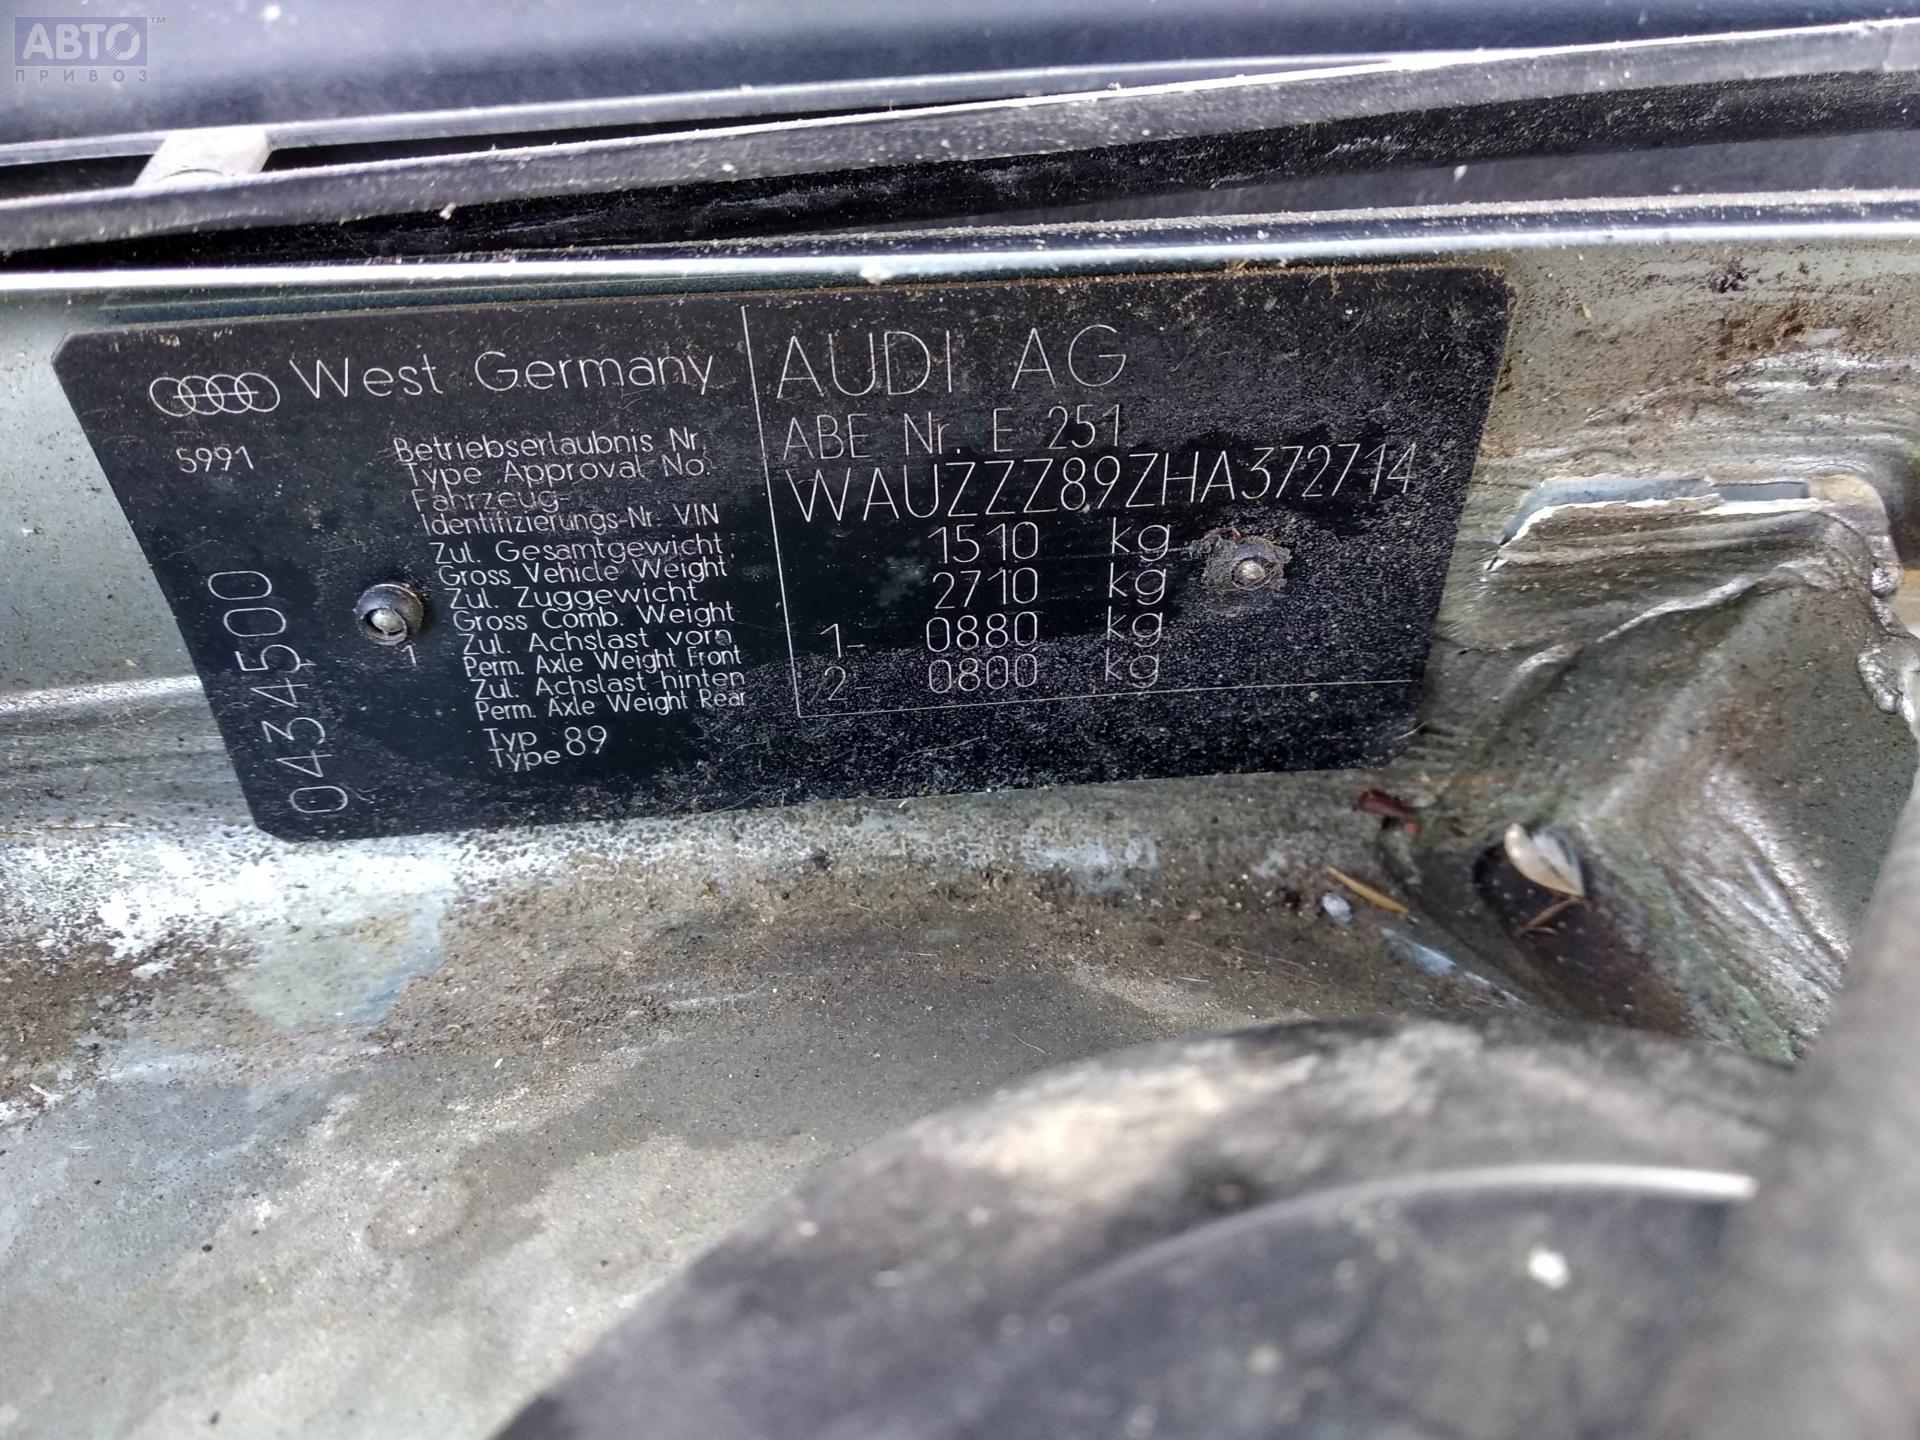 АВТО™
ПРИВОЗ
West Germany
AUDI AG
5991
Betriebserlaubnis Nr.
Type Approval No.
ABE Nr. E 251
Fahrzeug-
Identifizierungs-Nr. VIN
WAUZZZ89ZHA372714
Zul. Gesamtgewicht
Gross Vehicle Weight
1510 kg
Zul. Zuggewicht
Gross Comb. Weight
2710 kg
Zul. Achslast vorn
Perm. Axle Weight Front
1- 0880 kg
Zul. Achslast hinten
Perm. Axle Weight Rear
2- 0800 kg
Typ
Type 89
0434500
1